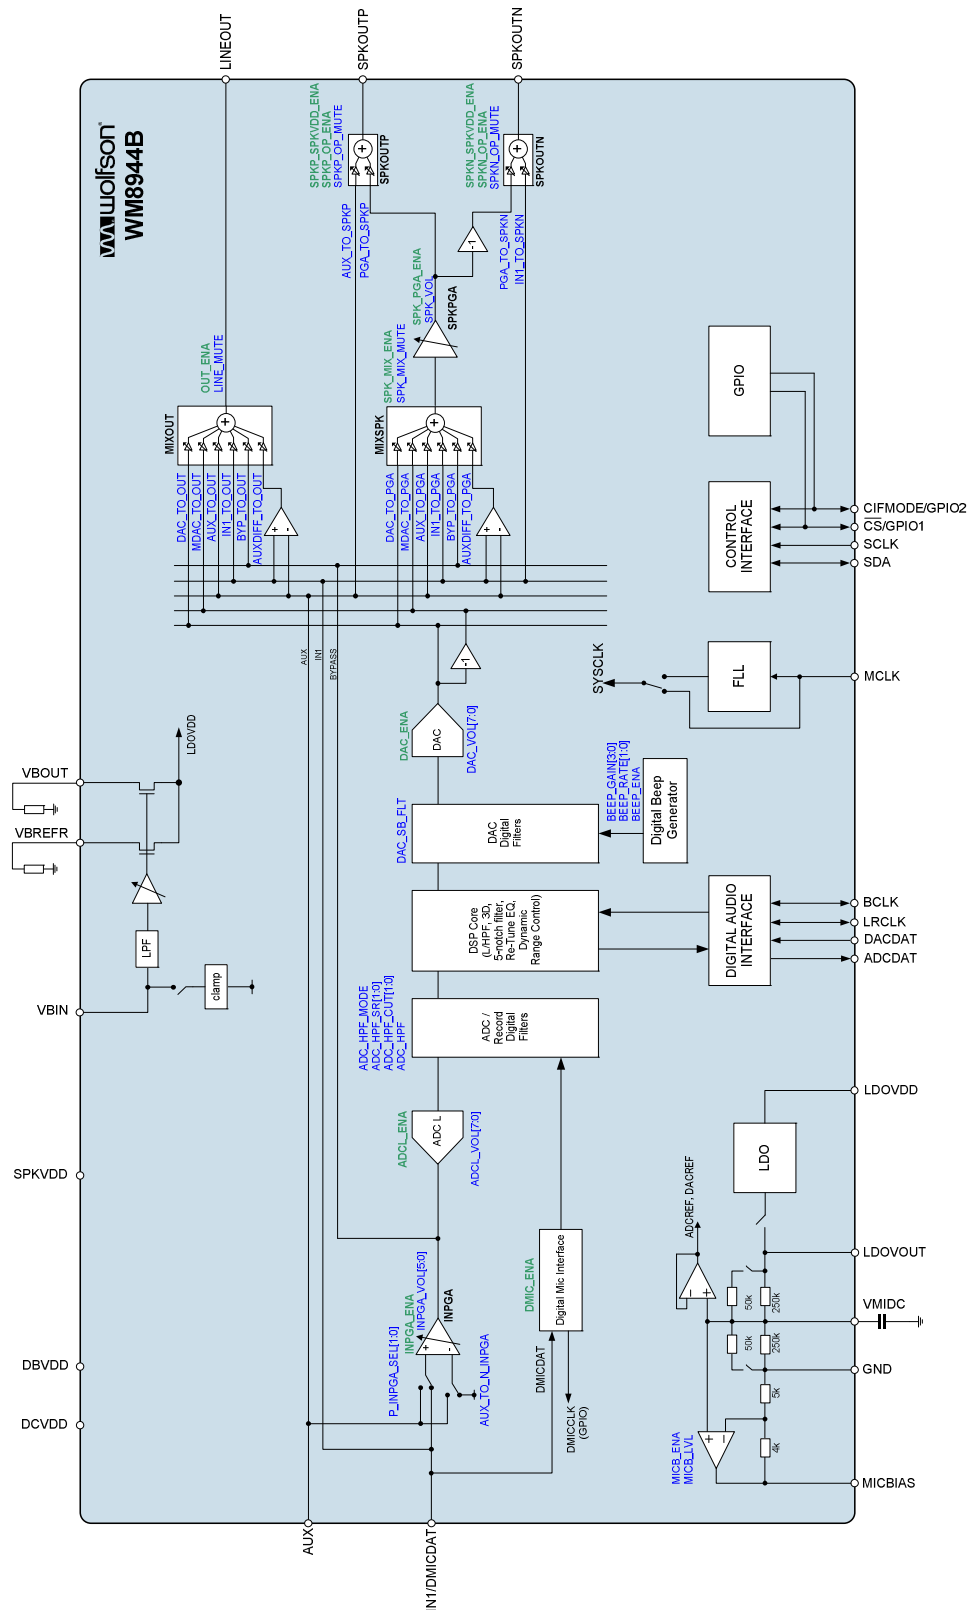 LINEOUT
SPKOUTP
SPKOUTN
wolfson®
WM8944B
SPKP_SPKVDD_ENA
SPKP_OP_ENA
SPKP_OP_MUTE
SPKOUTP
SPKN_SPKVDD_ENA
SPKN_OP_ENA
SPKN_OP_MUTE
SPKOUTN
AUX_TO_SPKP
PGA_TO_SPKP
PGA_TO_SPKN
IN1_TO_SPKN
-1
SPK_PGA_ENA
SPK_VOL
SPKPGA
OUT_ENA
LINE_MUTE
SPK_MIX_ENA
SPK_MIX_MUTE
MIXOUT
MIXSPK
DAC_TO_OUT
MDAC_TO_OUT
AUX_TO_OUT
IN1_TO_OUT
BYP_TO_OUT
AUXDIFF_TO_OUT
+ -
DAC_TO_PGA
MDAC_TO_PGA
AUX_TO_PGA
IN1_TO_PGA
BYP_TO_PGA
AUXDIFF_TO_PGA
+ -
GPIO
CONTROL
INTERFACE
CIFMODE/GPIO2
CS/GPIO1
SCLK
SDA
AUX
IN1
BYPASS
-1
SYSCLK
FLL
MCLK
DAC_ENA
DAC
DAC_VOL[7:0]
LDOVDD
VBOUT
VBREFR
DAC_SB_FLT
DAC
Digital
Filters
BEEP_GAIN[3:0]
BEEP_RATE[1:0]
BEEP_ENA
Digital Beep
Generator
LPF
clamp
VBIN
DSP Core
(L/HPF, 3D,
5-notch filter,
Re-Tune EQ,
Dynamic
Range Control)
DIGITAL AUDIO
INTERFACE
BCLK
LRCLK
DACDAT
ADCDAT
ADC_HPF_MODE
ADC_HPF_SR[1:0]
ADC_HPF_CUT[1:0]
ADC_HPF
ADC /
Record
Digital
Filters
ADCL_ENA
ADC L
ADCL_VOL[7:0]
LDOVDD
LDO
SPKVDD
ADCREF, DACREF
LDOVOUT
DMIC_ENA
Digital Mic Interface
INPGA_ENA
INPGA_VOL[5:0]
INPGA
+ -
P_INPGA_SEL[1:0]
AUX_TO_N_INPGA
DMICDAT
DMICCLK
(GPIO)
- +
50k
250k
VMIDC
50k
250k
GND
5k
DBVDD
DCVDD
MICB_ENA
MICB_LVL
+ -
4k
MICBIAS
AUX
IN1/DMICDAT